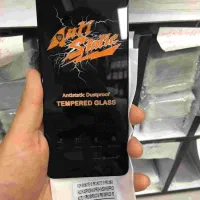 Anti
Static
Antistatic Dustproof
TEMPERED GLASS